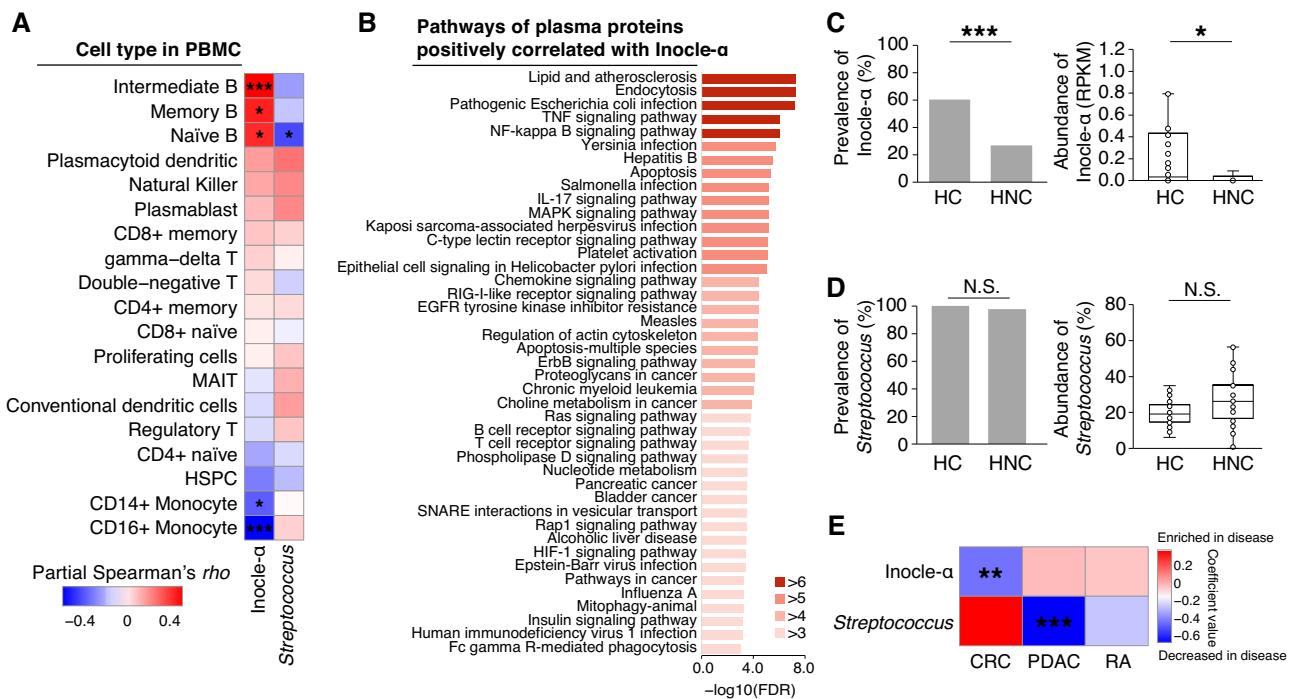 A
Cell type in PBMC
Intermediate B
Memory B
Naïve B
Plasmacytoid dendritic
Natural Killer
Plasmablast
CD8+ memory
gamma-delta T
Double-negative T
CD4+ memory
CD8+ naïve
Proliferating cells
MAIT
Conventional dendritic cells
Regulatory T
CD4+ naïve
HSPC
CD14+ Monocyte
CD16+ Monocyte
***
*
*
*
*
***
Inocle-α
Streptococcus
Partial Spearman's rho
−0.4
0
0.4
B
Pathways of plasma proteins
positively correlated with Inocle-α
Lipid and atherosclerosis
Endocytosis
Pathogenic Escherichia coli infection
TNF signaling pathway
NF-kappa B signaling pathway
Yersinia infection
Hepatitis B
Apoptosis
Salmonella infection
IL-17 signaling pathway
MAPK signaling pathway
Kaposi sarcoma-associated herpesvirus infection
C-type lectin receptor signaling pathway
Platelet activation
Epithelial cell signaling in Helicobacter pylori infection
Chemokine signaling pathway
RIG-I-like receptor signaling pathway
EGFR tyrosine kinase inhibitor resistance
Measles
Regulation of actin cytoskeleton
Apoptosis-multiple species
ErbB signaling pathway
Proteoglycans in cancer
Chronic myeloid leukemia
Choline metabolism in cancer
Ras signaling pathway
B cell receptor signaling pathway
T cell receptor signaling pathway
Phospholipase D signaling pathway
Nucleotide metabolism
Pancreatic cancer
Bladder cancer
SNARE interactions in vesicular transport
Rap1 signaling pathway
Alcoholic liver disease
HIF-1 signaling pathway
Epstein-Barr virus infection
Pathways in cancer
Influenza A
Mitophagy-animal
Insulin signaling pathway
Human immunodeficiency virus 1 infection
Fc gamma R-mediated phagocytosis
>6
>5
>4
>3
0.0
4.0
8.0
−log10(FDR)
C
Prevalence of
Inocle-α (%)
100
80
60
40
20
0
***
HC
HNC
Abundance of
Inocle-α (RPKM)
1.2
1.0
0.8
0.6
0.4
0.2
0.0
*
HC
HNC
D
Prevalence of
Streptococcus (%)
100
80
60
40
20
0
N.S.
HC
HNC
Abundance of
Streptococcus (%)
80
60
40
20
0
N.S.
HC
HNC
E
Inocle-α
Streptococcus
**
***
CRC
PDAC
RA
Enriched in disease
0.2
0
−0.2
−0.4
−0.6
Coefficient value
Decreased in disease